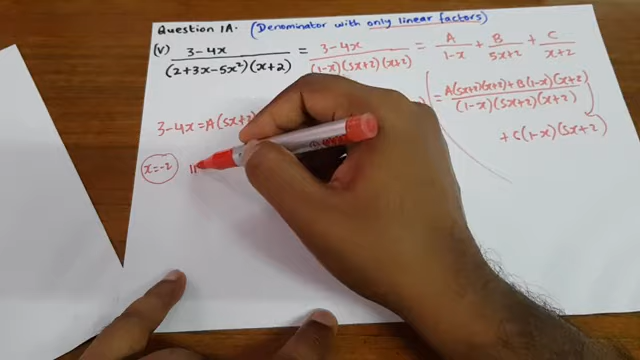 Question 1A: (Denominator with only linear factors)
(v) 3-4x / (2+3x-5x²)(x+2) = 3-4x / (1-x)(5x+2)(x+2) = A / 1-x + B / 5x+2 + C / x+2
= A(5x+2)(x+2)+B(1-x)(x+2) / (1-x)(5x+2)(x+2)
+ C(1-x)(5x+2)
3-4x=A(5x+2)
x=-2 11